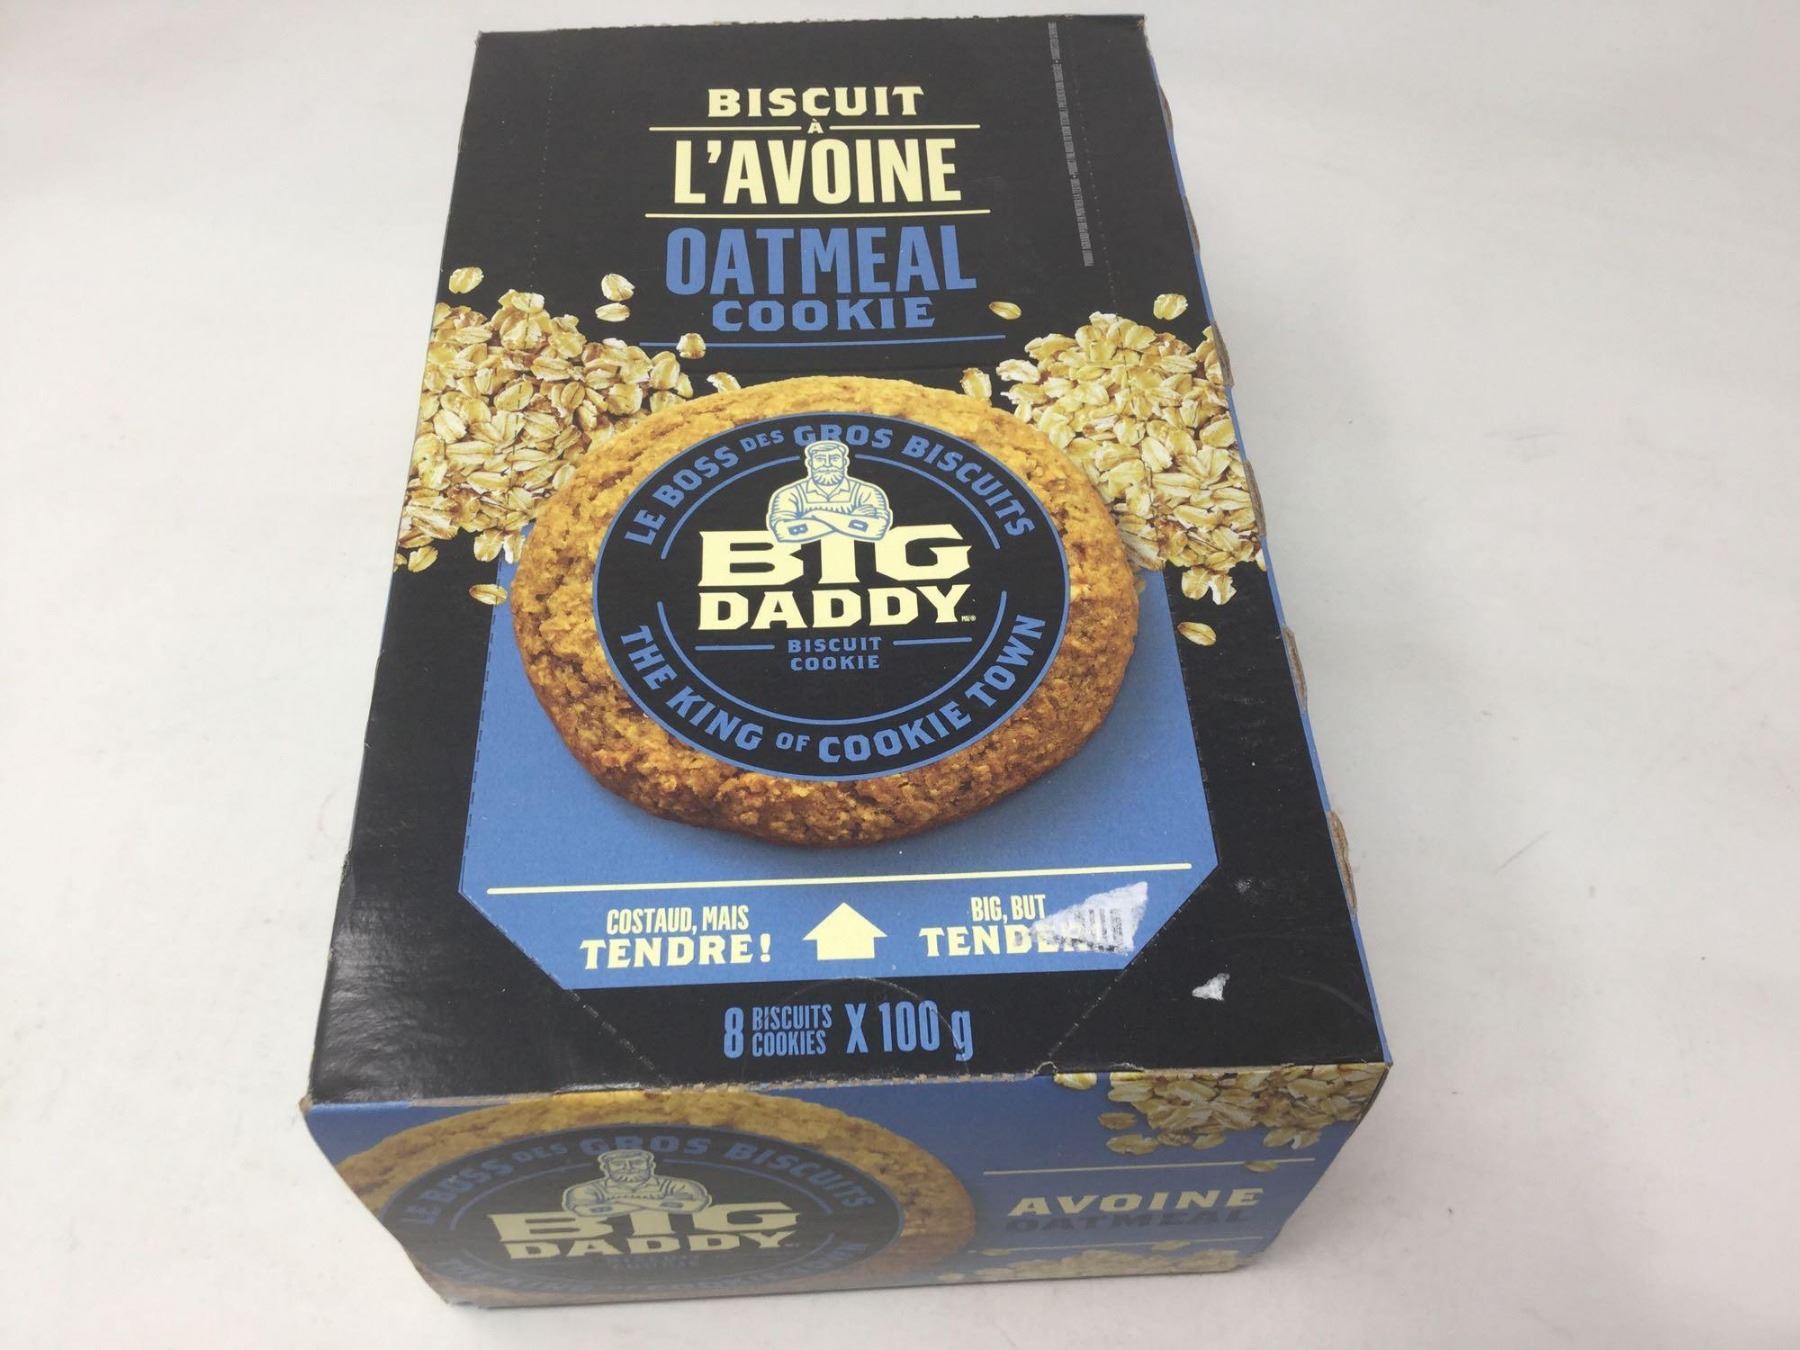 BISCUIT
À
L'AVOINE
OATMEAL
COOKIE
LE BOSS DES GROS BISCUITS
B D
BIG
DADDY
BISCUIT
COOKIE
THE KING OF COOKIE TOWN
COSTAUD, MAIS
TENDRE!
BIG, BUT
8 BISCUITS
COOKIES X 100 g
LE BOSS DES GROS BISCUITS
BIG
DADDY
AVOINE
OATMEAL